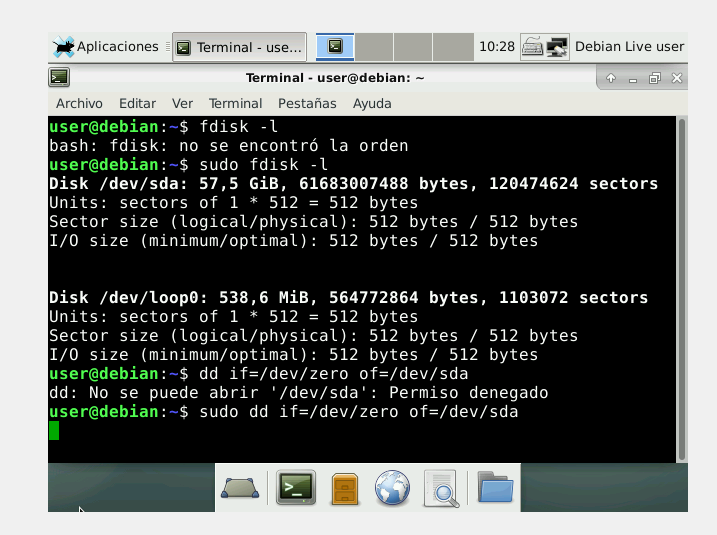 Aplicaciones
Terminal - use...
10:28
Debian Live user
Terminal - user@debian: ~
Archivo Editar Ver Terminal Pestañas Ayuda
user@debian:~$ fdisk -l
bash: fdisk: no se encontró la orden
user@debian:~$ sudo fdisk -l
Disk /dev/sda: 57,5 GiB, 61683007488 bytes, 120474624 sectors
Units: sectors of 1 * 512 = 512 bytes
Sector size (logical/physical): 512 bytes / 512 bytes
I/O size (minimum/optimal): 512 bytes / 512 bytes
Disk /dev/loop0: 538,6 MiB, 564772864 bytes, 1103072 sectors
Units: sectors of 1 * 512 = 512 bytes
Sector size (logical/physical): 512 bytes / 512 bytes
I/O size (minimum/optimal): 512 bytes / 512 bytes
user@debian:~$ dd if=/dev/zero of=/dev/sda
dd: No se puede abrir '/dev/sda': Permiso denegado
user@debian:~$ sudo dd if=/dev/zero of=/dev/sda